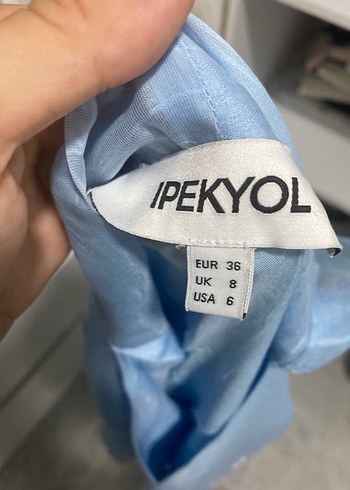 IPEKYOL
EUR 36
UK 8
USA 6